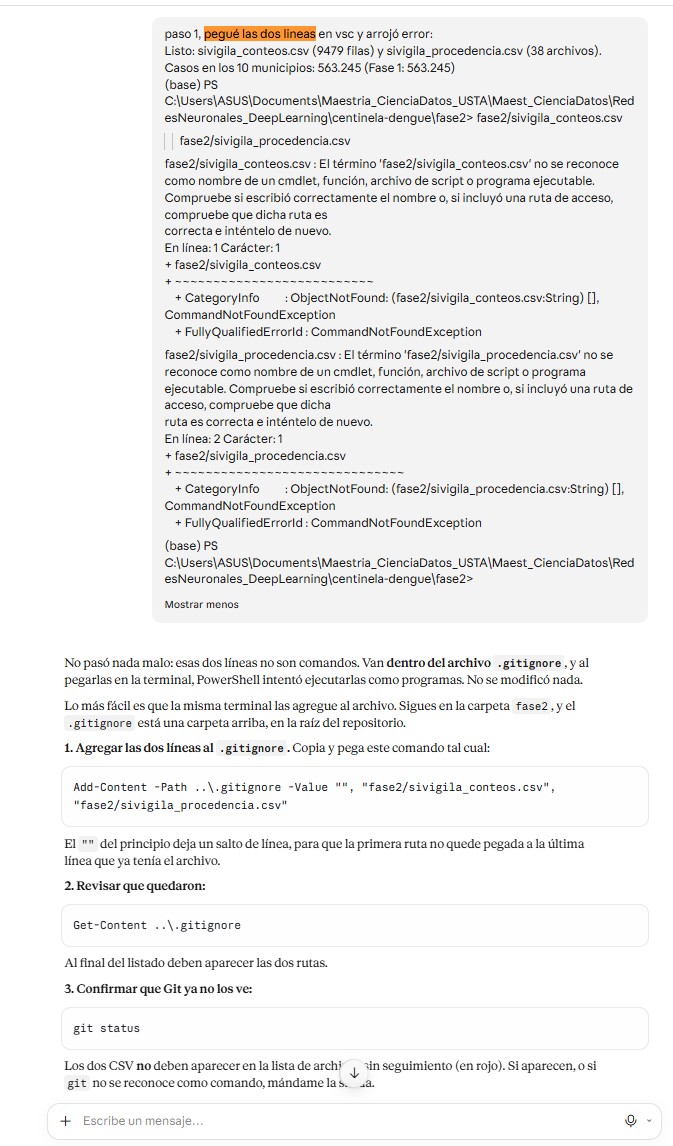 paso 1, pegué las dos lineas en vsc y arrojó error:
Listo: sivigila_conteos.csv (9479 filas) y sivigila_procedencia.csv (38 archivos).
Casos en los 10 municipios: 563.245 (Fase 1: 563.245)
(base) PS
C:\Users\ASUS\Documents\Maestria_CienciaDatos_USTA\Maest_CienciaDatos\Red
esNeuronales_DeepLearning\centinela-dengue\fase2> fase2/sivigila_conteos.csv
fase2/sivigila_procedencia.csv
fase2/sivigila_conteos.csv : El término 'fase2/sivigila_conteos.csv' no se reconoce
como nombre de un cmdlet, función, archivo de script o programa ejecutable.
Compruebe si escribió correctamente el nombre o, si incluyó una ruta de acceso,
compruebe que dicha ruta es
correcta e inténtelo de nuevo.
En línea: 1 Carácter: 1
+ fase2/sivigila_conteos.csv
+ ~~~~~~~~~~~~~~~~~~~~~~~~~~
+ CategoryInfo : ObjectNotFound: (fase2/sivigila_conteos.csv:String) [],
CommandNotFoundException
+ FullyQualifiedErrorId : CommandNotFoundException
fase2/sivigila_procedencia.csv : El término 'fase2/sivigila_procedencia.csv' no se
reconoce como nombre de un cmdlet, función, archivo de script o programa
ejecutable. Compruebe si escribió correctamente el nombre o, si incluyó una ruta de
acceso, compruebe que dicha
ruta es correcta e inténtelo de nuevo.
En línea: 2 Carácter: 1
+ fase2/sivigila_procedencia.csv
+ ~~~~~~~~~~~~~~~~~~~~~~~~~~~~~~
+ CategoryInfo : ObjectNotFound: (fase2/sivigila_procedencia.csv:String) [],
CommandNotFoundException
+ FullyQualifiedErrorId : CommandNotFoundException
(base) PS
C:\Users\ASUS\Documents\Maestria_CienciaDatos_USTA\Maest_CienciaDatos\Red
esNeuronales_DeepLearning\centinela-dengue\fase2>
Mostrar menos
No pasó nada malo: esas dos líneas no son comandos. Van dentro del archivo .gitignore, y al
pegarlas en la terminal, PowerShell intentó ejecutarlas como programas. No se modificó nada.
Lo más fácil es que la misma terminal las agregue al archivo. Sigues en la carpeta fase2, y el
.gitignore está una carpeta arriba, en la raíz del repositorio.
1. Agregar las dos líneas al .gitignore. Copia y pega este comando tal cual:
Add-Content -Path ..\.gitignore -Value "", "fase2/sivigila_conteos.csv",
"fase2/sivigila_procedencia.csv"
El "" del principio deja un salto de línea, para que la primera ruta no quede pegada a la última
línea que ya tenía el archivo.
2. Revisar que quedaron:
Get-Content ..\.gitignore
Al final del listado deben aparecer las dos rutas.
3. Confirmar que Git ya no los ve:
git status
Los dos CSV no deben aparecer en la lista de sin seguimiento (en rojo). Si aparecen, o si
git no se reconoce como comando, mándame la
Escribe un mensaje...